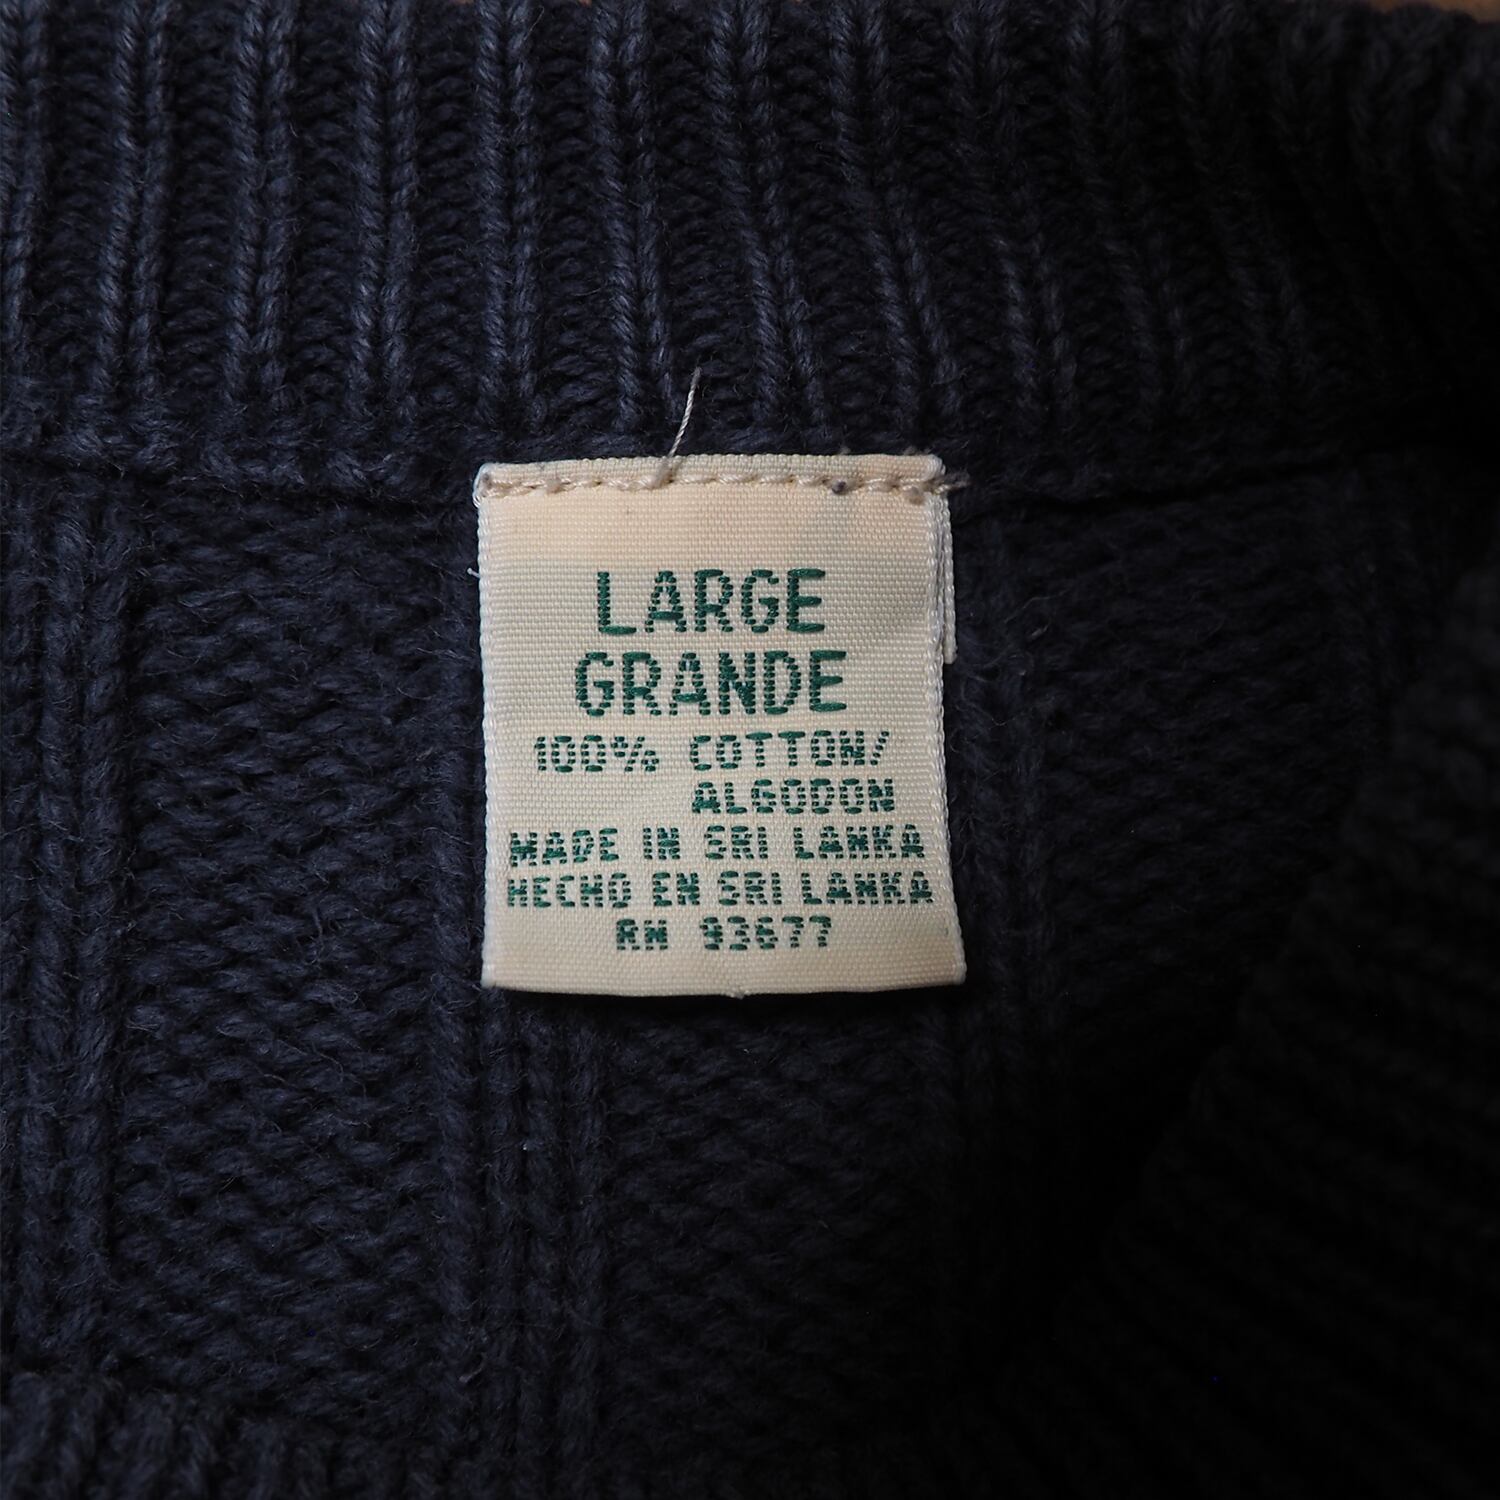 LARGE
GRANDE
100% COTTON/
ALGODON
MADE IN SRI LANKA
HECHO EN SRI LANKA
RN 93677